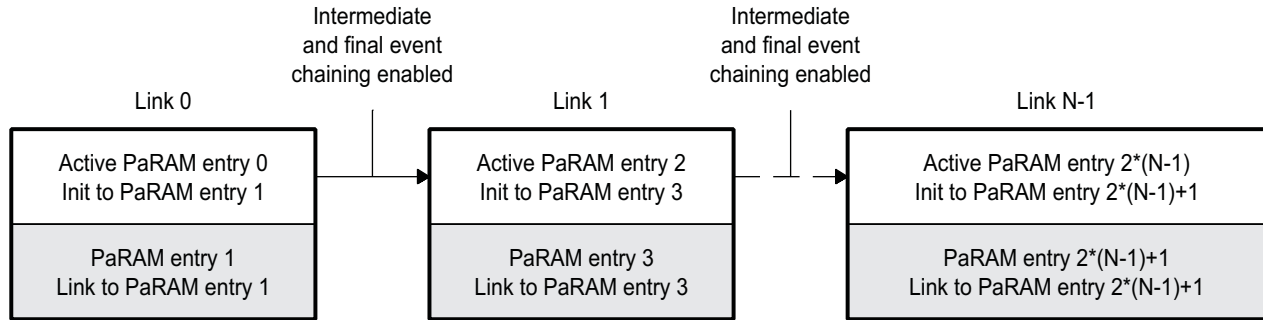 Intermediate
and final event
chaining enabled
Intermediate
and final event
chaining enabled
Link 0
Link 1
Link N-1
Active PaRAM entry 0
Init to PaRAM entry 1
PaRAM entry 1
Link to PaRAM entry 1
Active PaRAM entry 2
Init to PaRAM entry 3
PaRAM entry 3
Link to PaRAM entry 3
Active PaRAM entry 2*(N-1)
Init to PaRAM entry 2*(N-1)+1
PaRAM entry 2*(N-1)+1
Link to PaRAM entry 2*(N-1)+1